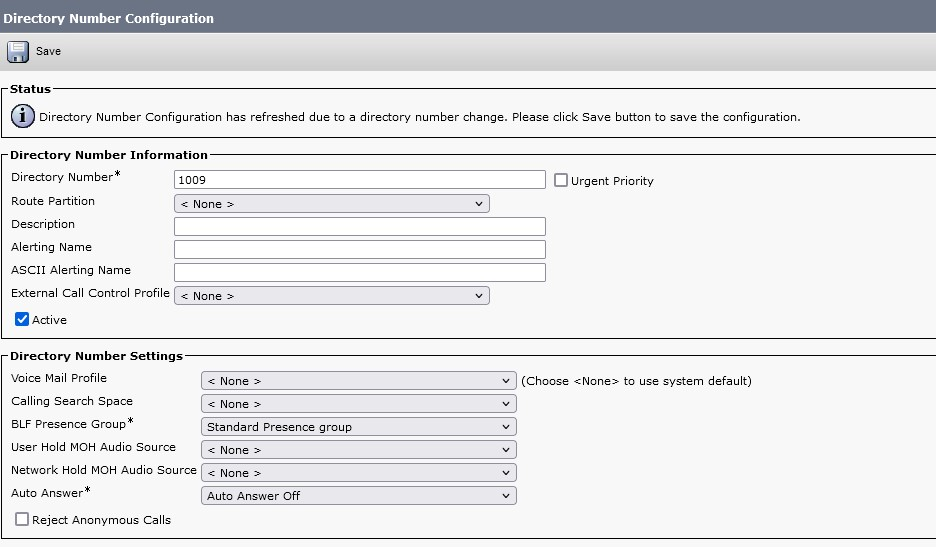 Directory Number Configuration
Save
Status
Directory Number Configuration has refreshed due to a directory number change. Please click Save button to save the configuration.
Directory Number Information
Directory Number* 1009 Urgent Priority
Route Partition < None >
Description
Alerting Name
ASCII Alerting Name
External Call Control Profile < None >
Active
Directory Number Settings
Voice Mail Profile < None > (Choose <None> to use system default)
Calling Search Space < None >
BLF Presence Group* Standard Presence group
User Hold MOH Audio Source < None >
Network Hold MOH Audio Source < None >
Auto Answer* Auto Answer Off
Reject Anonymous Calls